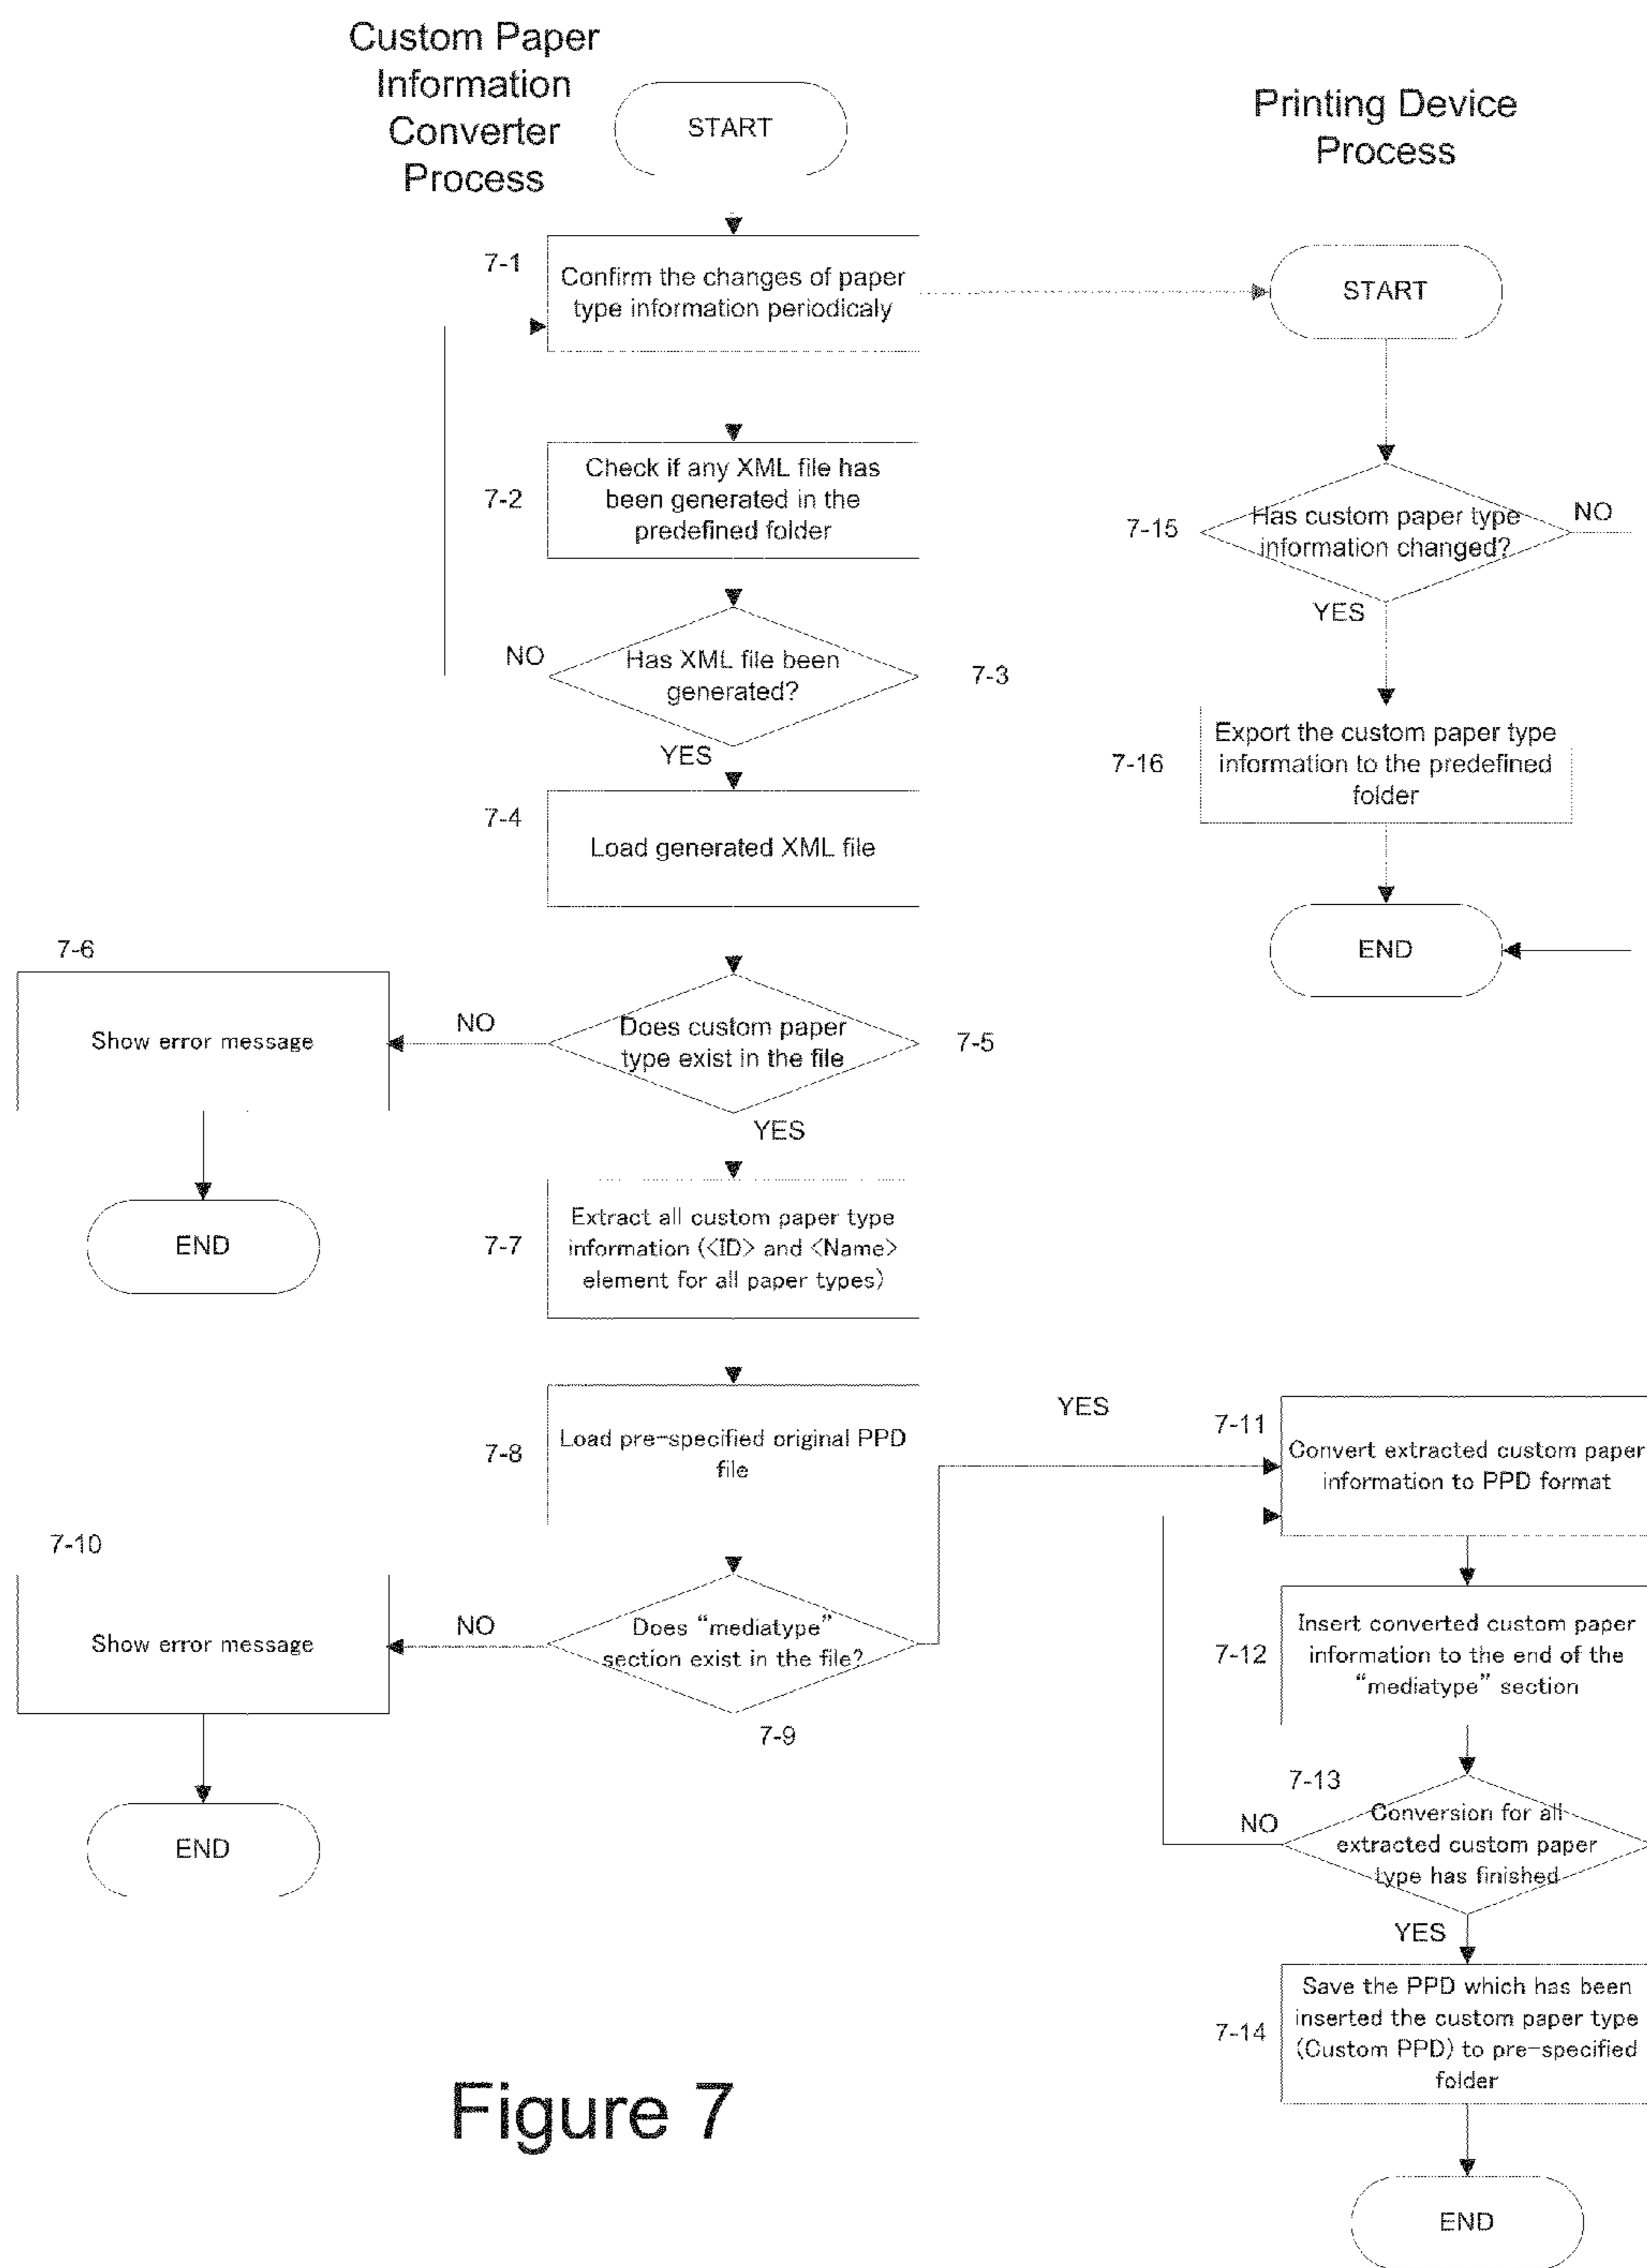 Custom Paper
Information
Converter
Process
START
Printing Device
Process
7-1
Confirm the changes of paper
type information periodicaly
START
7-2
Check if any XML file has
been generated in the
predefined folder
7-15
Has custom paper type
information changed?
NO
YES
NO
Has XML file been
generated?
7-3
YES
7-16
Export the custom paper type
information to the predefined
folder
7-4
Load generated XML file
END
7-6
Show error message
NO
Does custom paper
type exist in the file
7-5
YES
END
7-7
Extract all custom paper type
information (<ID> and <Name>
element for all paper types)
7-8
Load pre-specified original PPD
file
YES
7-11
Convert extracted custom paper
information to PPD format
7-10
Show error message
NO
Does "mediatype"
section exist in the file?
7-9
7-12
Insert converted custom paper
information to the end of the
"mediatype" section
END
7-13
NO
Conversion for all
extracted custom paper
type has finished
YES
7-14
Save the PPD which has been
inserted the custom paper type
(Custom PPD) to pre-specified
folder
END
Figure 7